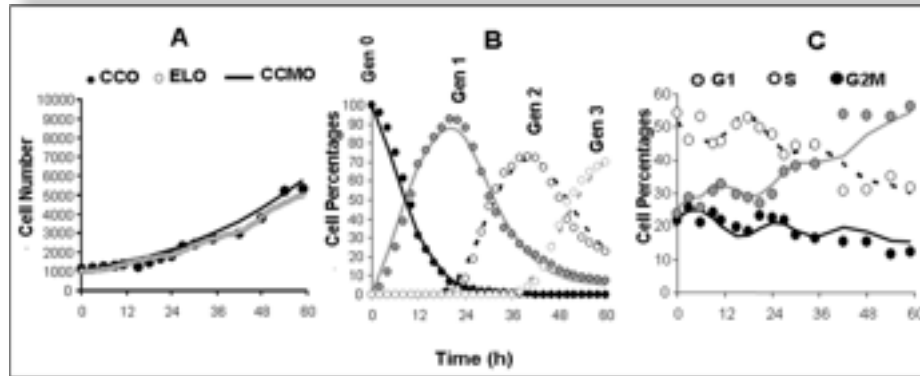 A
B
C
CCO ELO CCMO
Gen 0
Gen 1
Gen 2
Gen 3
G1 S G2M
Cell Number
10000
9000
8000
7000
6000
5000
4000
3000
2000
1000
0
0 12 24 36 48 60
Cell Percentages
100
90
80
70
60
50
40
30
20
10
0
0 12 24 36 48 60
Cell Percentages
60
50
40
30
20
10
0
0 12 24 36 48 60
Time (h)